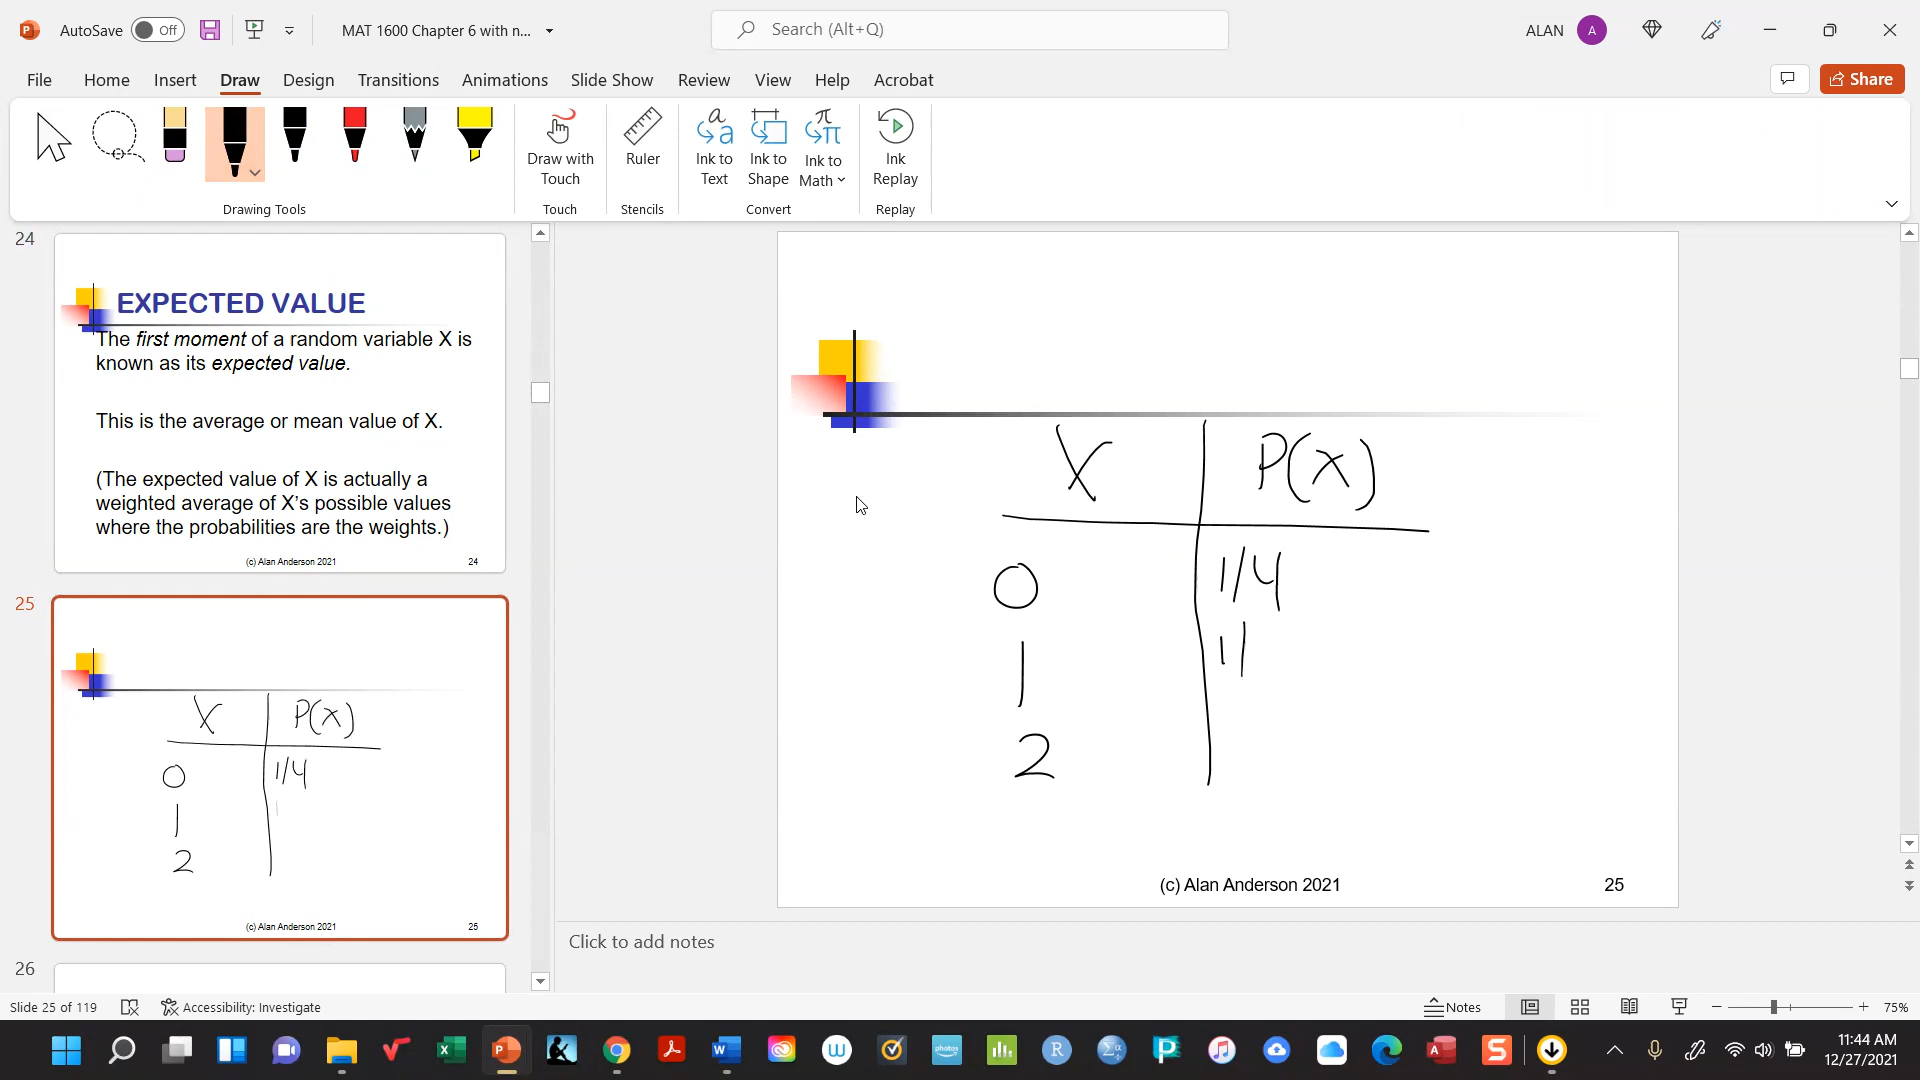 AutoSave Off MAT 1600 Chapter 6 with n... Search (Alt+Q) ALAN A
File Home Insert Draw Design Transitions Animations Slide Show Review View Help Acrobat Share
Draw with Touch
Ruler
Ink to Text
Ink to Shape
Ink to Math
Ink Replay
Drawing Tools Touch Stencils Convert Replay
24
EXPECTED VALUE
The first moment of a random variable X is
known as its expected value.
This is the average or mean value of X.
(The expected value of X is actually a
weighted average of X's possible values
where the probabilities are the weights.)
(c) Alan Anderson 2021 24
25
X P(X)
0 1/4
1
2
(c) Alan Anderson 2021 25
26
X P(X)
0 1/4
1 1/
2
(c) Alan Anderson 2021 25
Click to add notes
Slide 25 of 119 Accessibility: Investigate Notes 75%
11:44 AM
12/27/2021